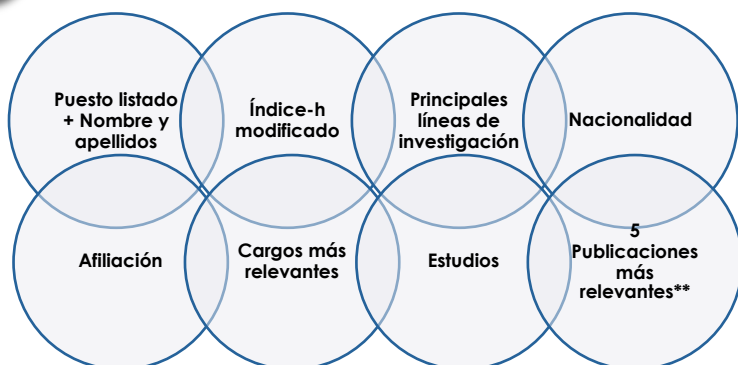 Puesto listado
+ Nombre y
apellidos
Índice-h
modificado
Principales
líneas de
investigación
Nacionalidad
Afiliación
Cargos más
relevantes
Estudios
5
Publicaciones
más
relevantes**